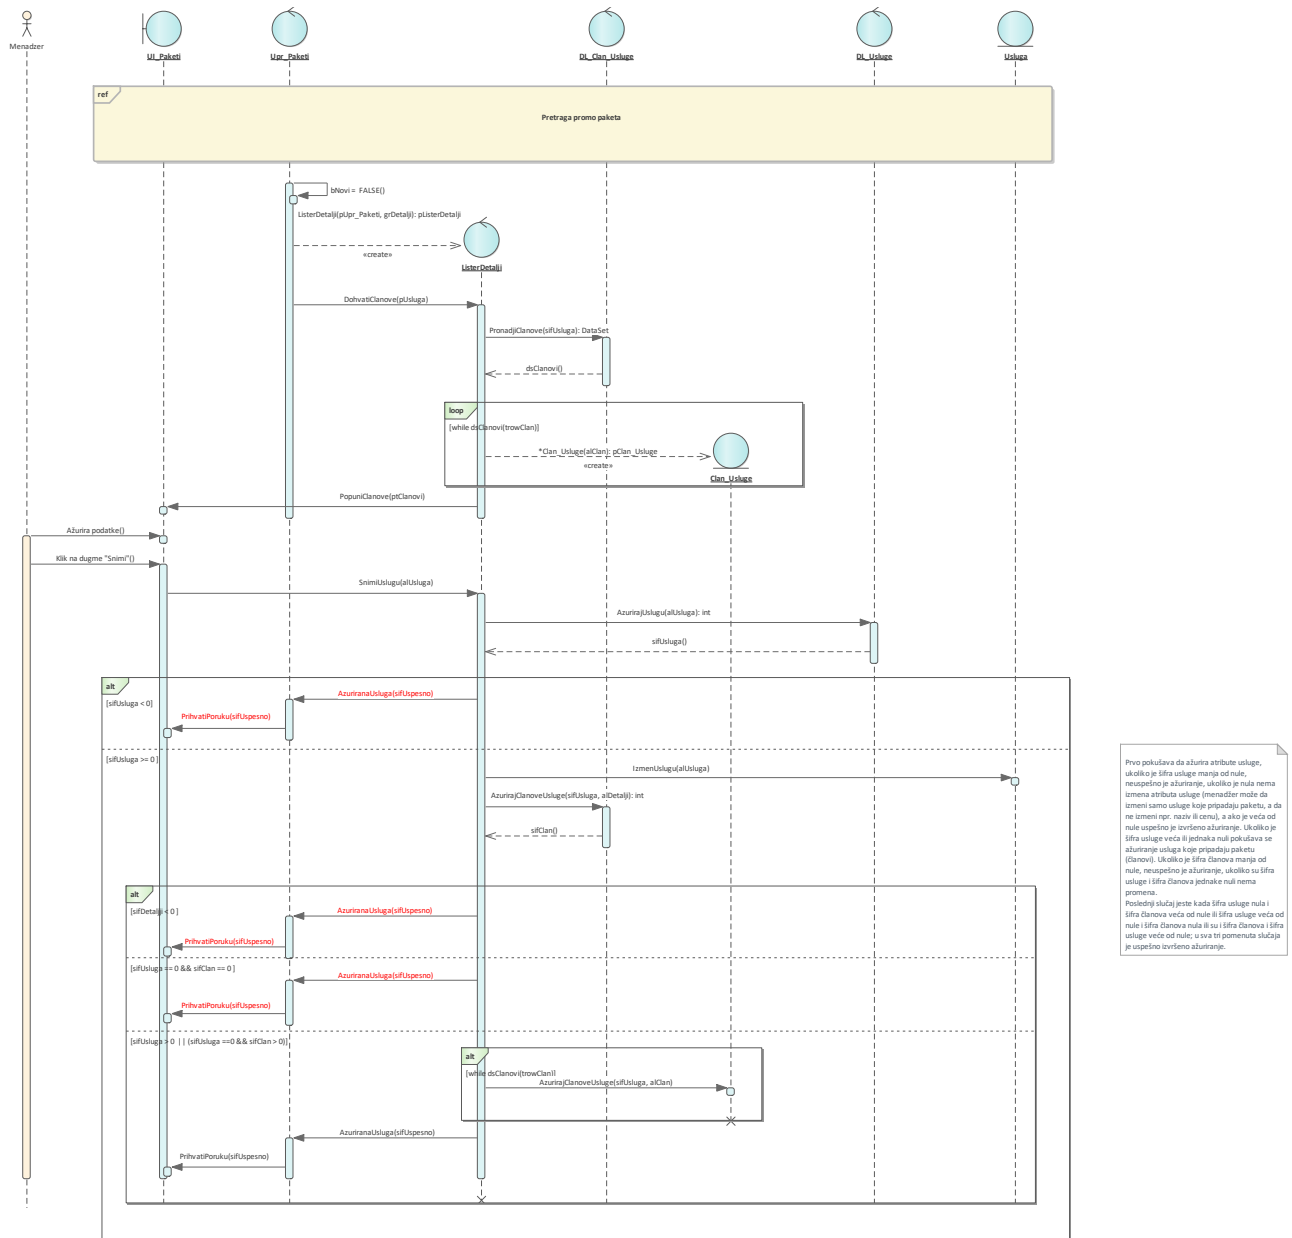 Menadzer
UI_Paketi
Upr_Paketi
DL_Clan_Usluge
DL_Usluge
Usluga
ref
Pretraga promo paketa
bNovi = FALSE()
ListerDetalji(pUpr_Paketi, grDetalji): pListerDetalji
«create»
ListerDetalji
DohvatiClanove(pUsluga)
PronadjiClanove(sifUsluga): DataSet
dsClanovi()
loop
[while dsClanovi(trowClan)]
*Clan_Usluge(alClan): pClan_Usluge
«create»
Clan_Usluge
PopuniClanove(ptClanovi)
Ažurira podatke()
Klik na dugme "Snimi"()
SnimiUslugu(alUsluga)
AzurirajUslugu(alUsluga): int
sifUsluga()
alt
[sifUsluga < 0]
AzuriranaUsluga(sifUspesno)
PrihvatiPoruku(sifUspesno)
[sifUsluga >= 0 ]
IzmenUslugu(alUsluga)
AzurirajClanoveUsluge(sifUsluga, alDetalji): int
sifClan()
alt
[sifDetalji < 0 ]
AzuriranaUsluga(sifUspesno)
PrihvatiPoruku(sifUspesno)
[sifUsluga == 0 && sifClan == 0 ]
AzuriranaUsluga(sifUspesno)
PrihvatiPoruku(sifUspesno)
[sifUsluga > 0 || (sifUsluga ==0 && sifClan > 0)]
alt
[while dsClanovi(trowClan)]
AzurirajClanoveUsluge(sifUsluga, alClan)
AzuriranaUsluga(sifUspesno)
PrihvatiPoruku(sifUspesno)
Prvo pokušava da ažurira atribute usluge,
ukoliko je šifra usluge manja od nule,
neuspešno je ažuriranje, ukoliko je nula nema
izmena atributa usluge (menadžer može da
izmeni samo usluge koje pripadaju paketu, a da
ne izmeni npr. naziv ili cenu), a ako je veća od
nule uspešno je izvršeno ažuriranje. Ukoliko je
šifra usluge veća ili jednaka nuli pokušava se
ažuriranje usluga koje pripadaju paketu
(članovi). Ukoliko je šifra članova manja od
nule, neuspešno je ažuriranje, ukoliko su šifra
usluge i šifra članova jednake nuli nema
promena.
Poslednji slučaj jeste kada šifra usluge nula i
šifra članova veća od nule ili šifra usluge veća od
nule i šifra članova nula ili su i šifra članova i šifra
usluge veće od nule; u sva tri pomenuta slučaja
je uspešno izvršeno ažuriranje.